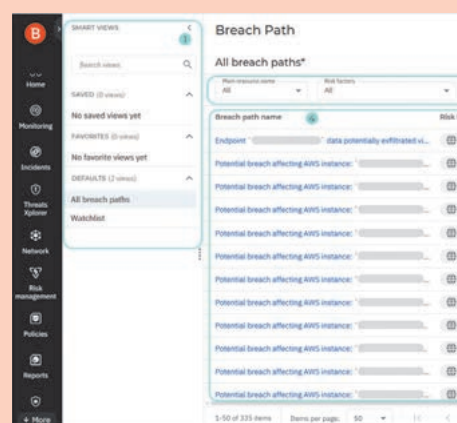 B
Home
Monitoring
Incidents
Threats
Xplorer
Network
Risk
management
Policies
Reports
+ More
SMART VIEWS
1
Search views
SAVED (0 views)
No saved views yet
FAVORITES (0 views)
No favorite views yet
DEFAULTS (2 views)
All breach paths
Watchlist
Breach Path
All breach paths*
Main resource name
All
Risk factors
All
Breach path name
Risk
Endpoint ' ' data potentially exfiltrated vi...
Potential breach affecting AWS instance: '
Potential breach affecting AWS instance: '
Potential breach affecting AWS instance: '
Potential breach affecting AWS instance: '
Potential breach affecting AWS instance: '
Potential breach affecting AWS instance: '
Potential breach affecting AWS instance: '
Potential breach affecting AWS instance: '
Potential breach affecting AWS instance: '
Potential breach affecting AWS instance: '
Potential breach affecting AWS instance: '
1-50 of 335 items
Items per page: 50